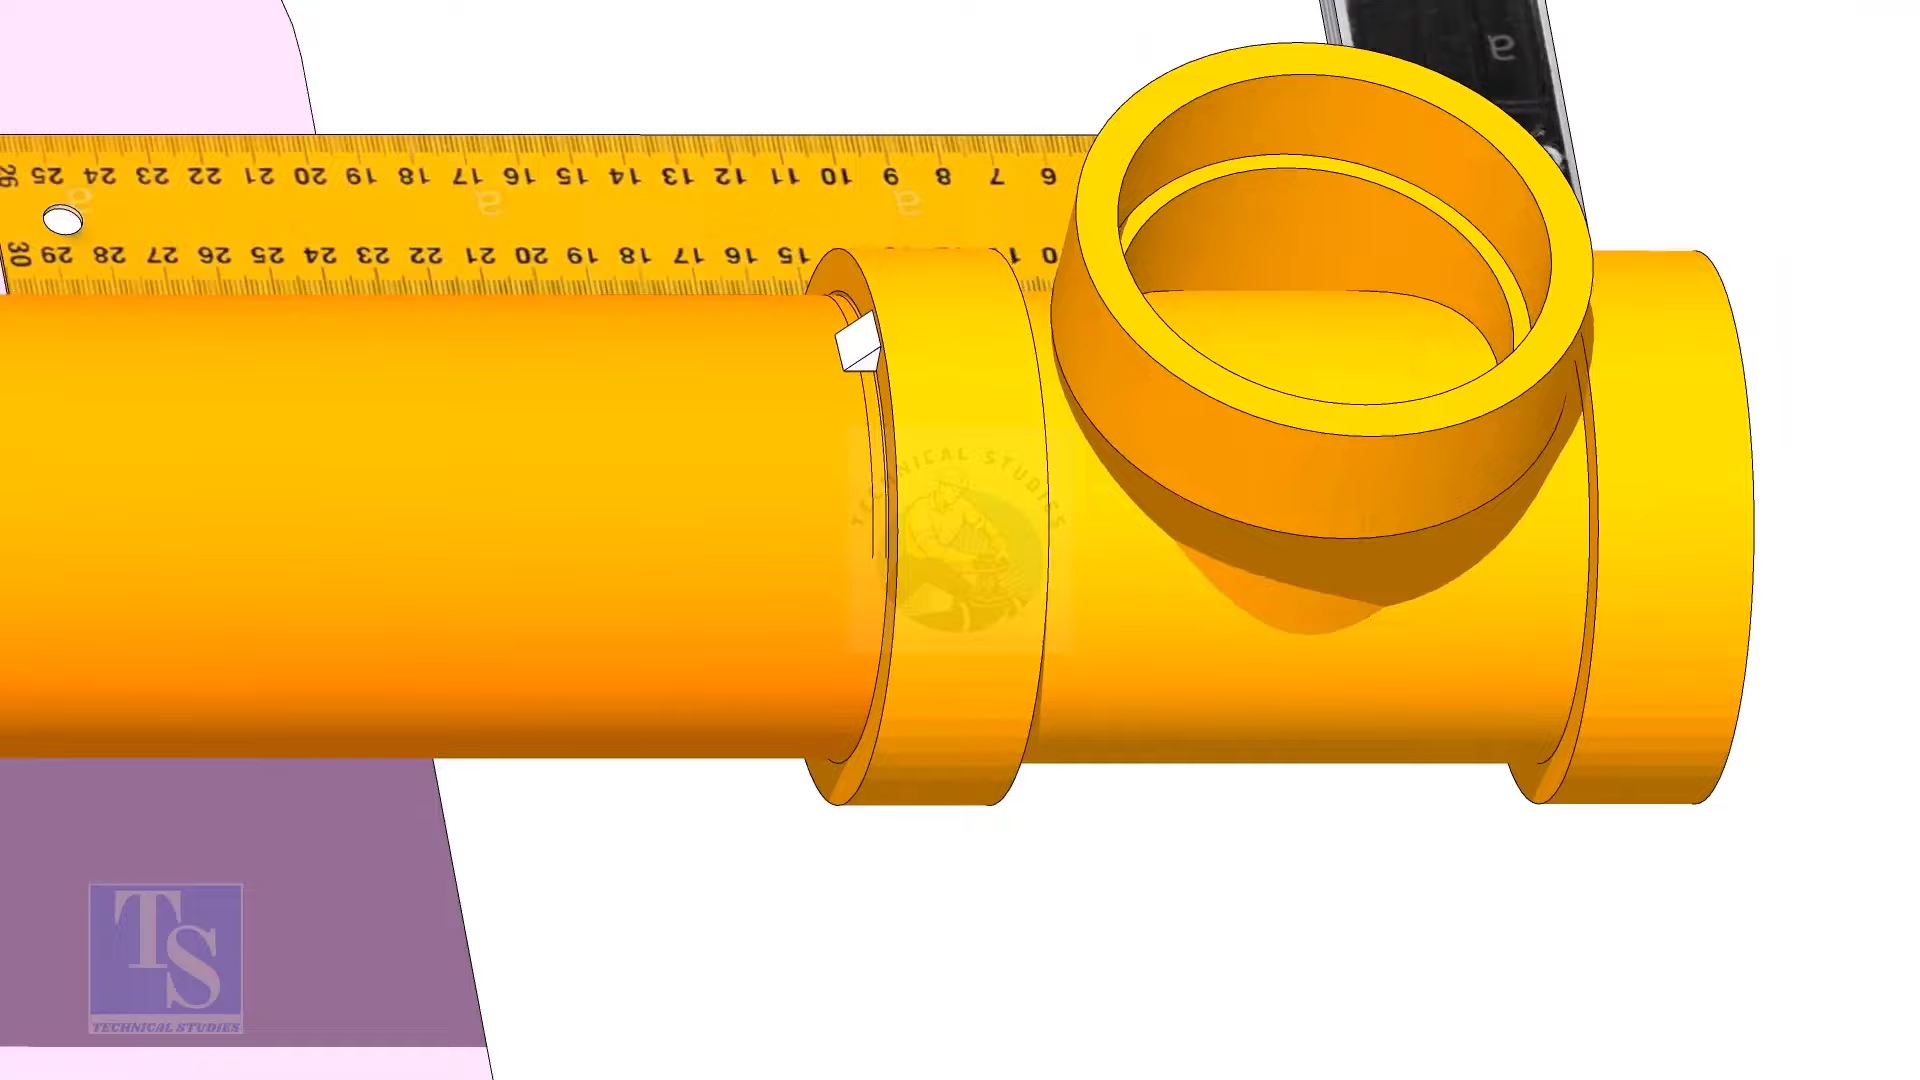 a
26 25 24 23 22 21 20 19 18 17 16 15 14 13 12 11 10 9 8 7 6
a a a
30 29 28 27 26 25 24 23 22 21 20 19 18 17 16 15 1 0
TECHNICAL STUDIES
TS
TECHNICAL STUDIES